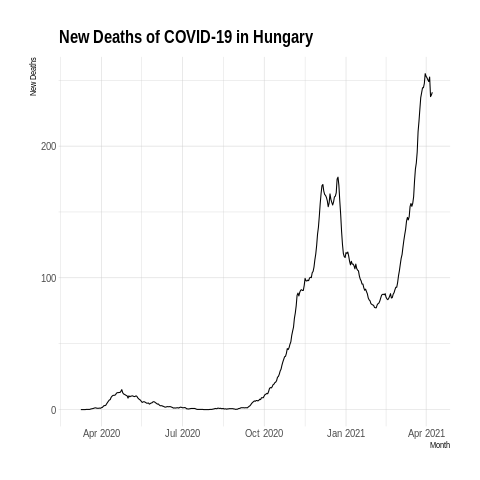 New Deaths of COVID-19 in Hungary
New Deaths
200
100
0
Apr 2020
Jul 2020
Oct 2020
Jan 2021
Apr 2021
Month